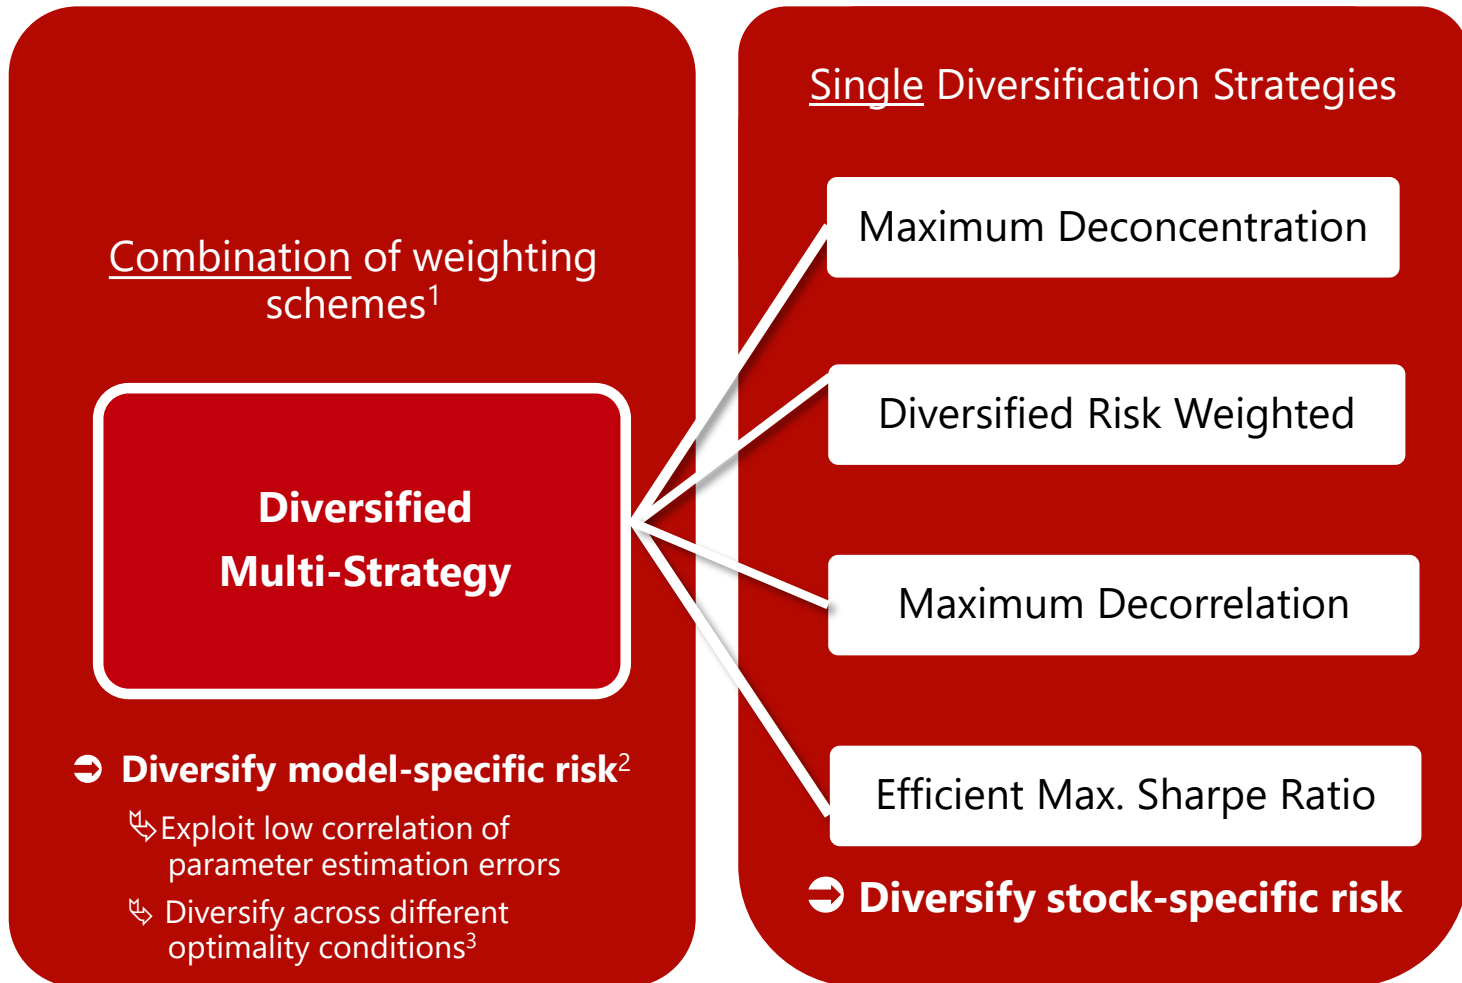 Combination of weighting
schemes¹
Diversified
Multi-Strategy
➲ Diversify model-specific risk²
Exploit low correlation of
parameter estimation errors
Diversify across different
optimality conditions³
Single Diversification Strategies
Maximum Deconcentration
Diversified Risk Weighted
Maximum Decorrelation
Efficient Max. Sharpe Ratio
➲ Diversify stock-specific risk